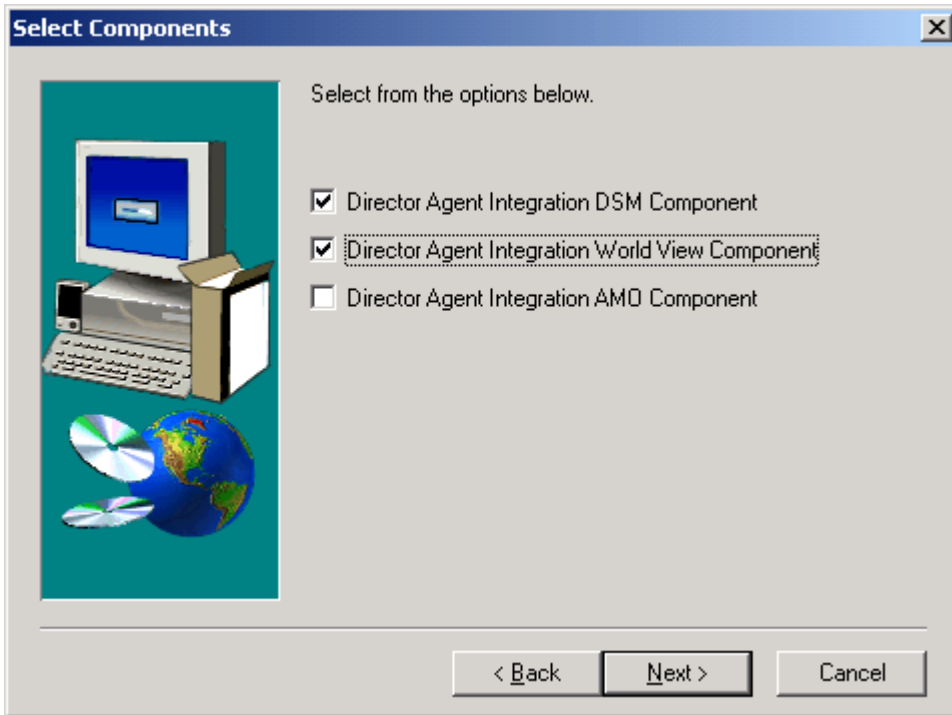 Select Components
Select from the options below.
Director Agent Integration DSM Component
Director Agent Integration World View Component
Director Agent Integration AMO Component
< Back Next > Cancel